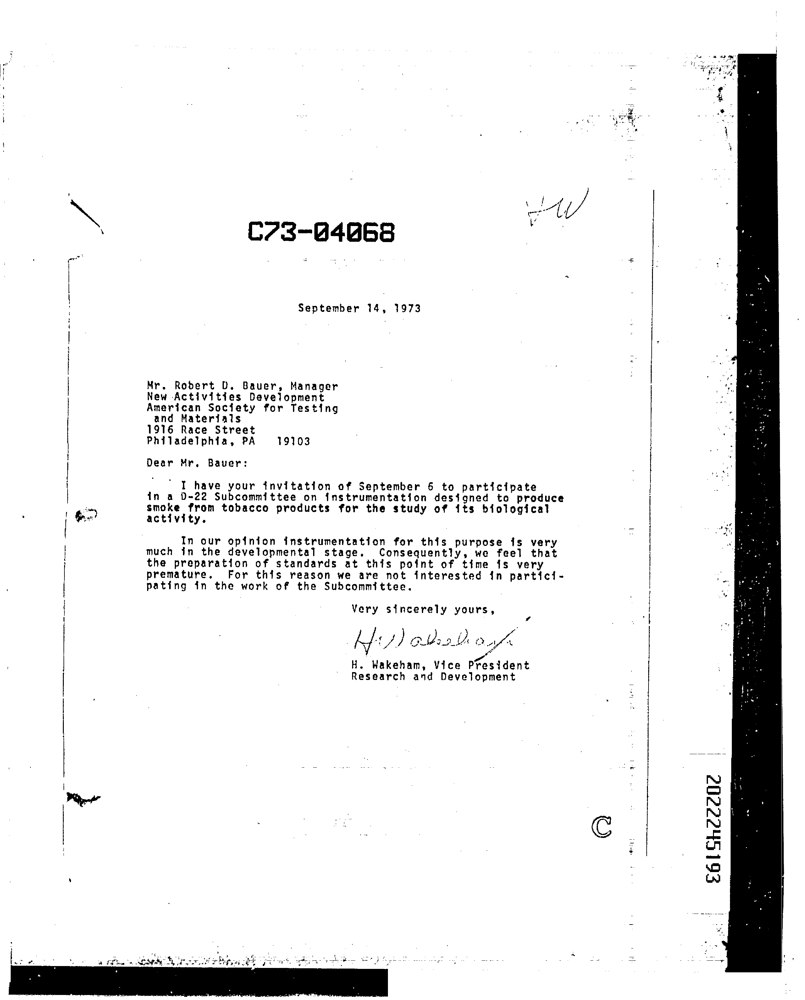 HW
C73-04068
September 14, 1973
Mr. Robert D. Bauer, Manager
New Activities Development
American Society for Testing
and Materials
1916 Race Street
Philadelphia, PA 19103
Dear Mr. Bauer:
I have your invitation of September 6 to participate
in a D-22 Subcommittee on instrumentation designed to produce
smoke from tobacco products for the study of its biological
activity.
In our opinion instrumentation for this purpose is very
much in the developmental stage. Consequently, we feel that
the preparation of standards at this point of time is very
premature. For this reason we are not interested in partici-
pating in the work of the Subcommittee.
Very sincerely yours,
H. Wakeham
H. Wakeham, Vice President
Research and Development
C
2022245193